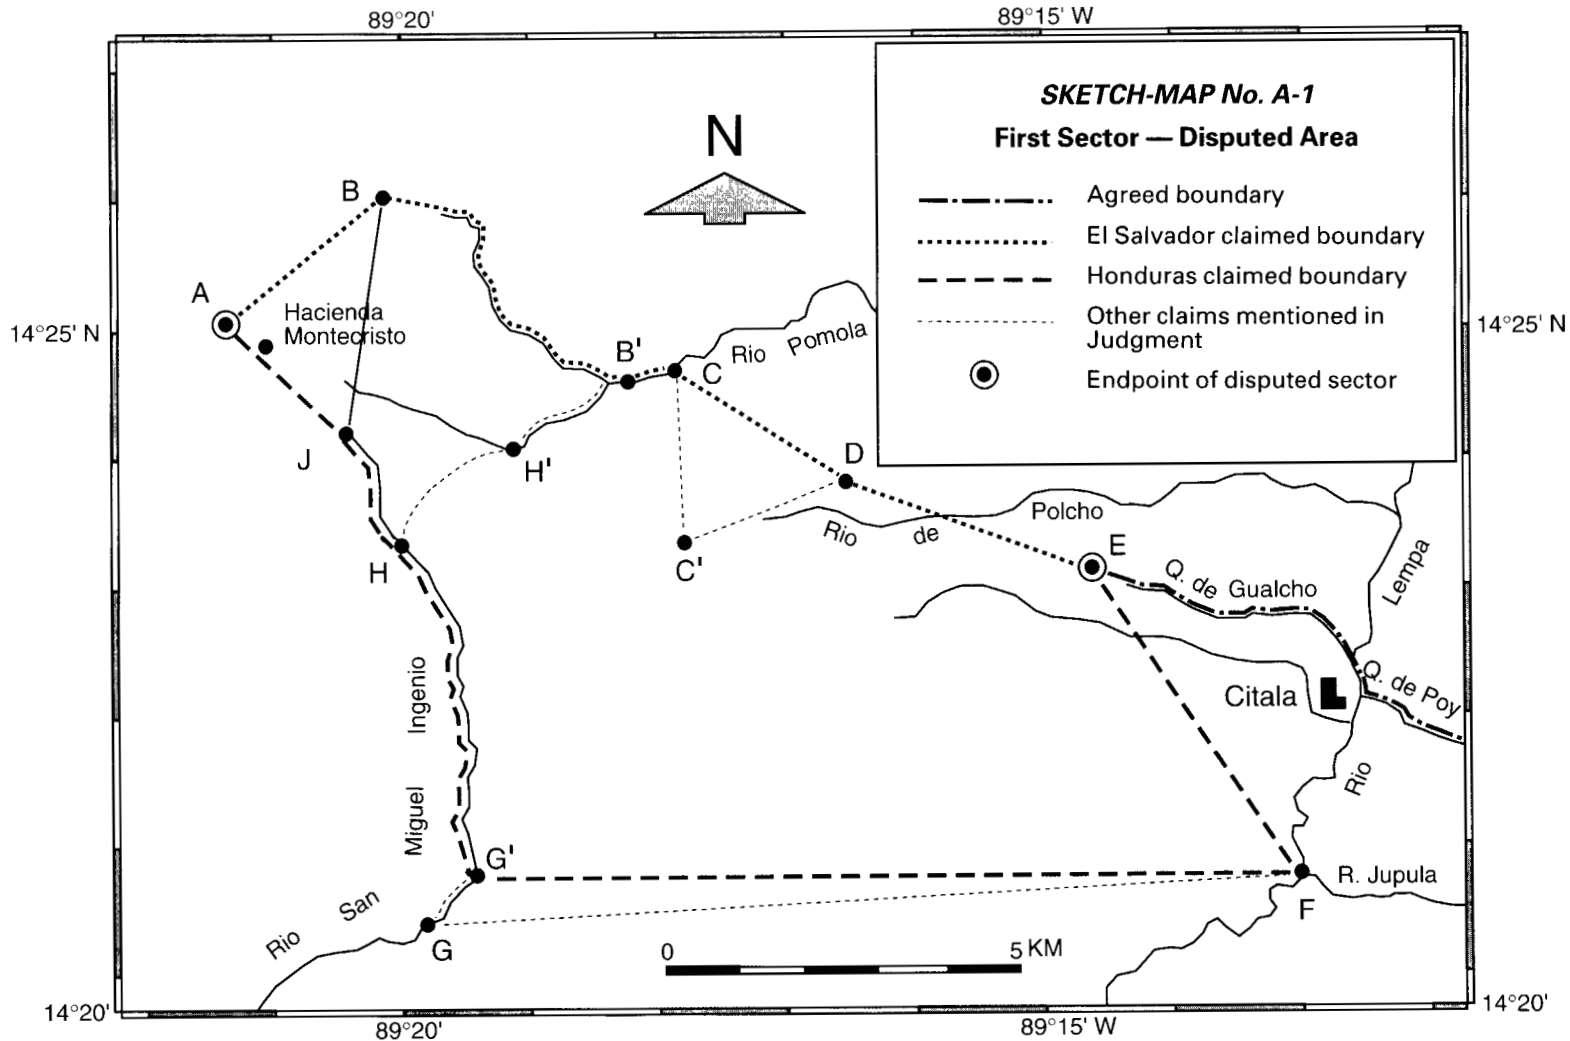 89°20'
89°15' W
SKETCH-MAP No. A-1
First Sector — Disputed Area
Agreed boundary
El Salvador claimed boundary
Honduras claimed boundary
Other claims mentioned in
Judgment
Endpoint of disputed sector
N
B
A
Hacienda
Montecristo
14°25' N
14°25' N
B'
C
Rio Pomola
J
H'
D
Rio de Polcho
C'
E
H
Q. de Gualcho
Lempa
Q. de Poy
Citala
Rio
Rio San Miguel Ingenio
G'
R. Jupula
F
G
0
5 KM
14°20'
14°20'
89°20'
89°15' W